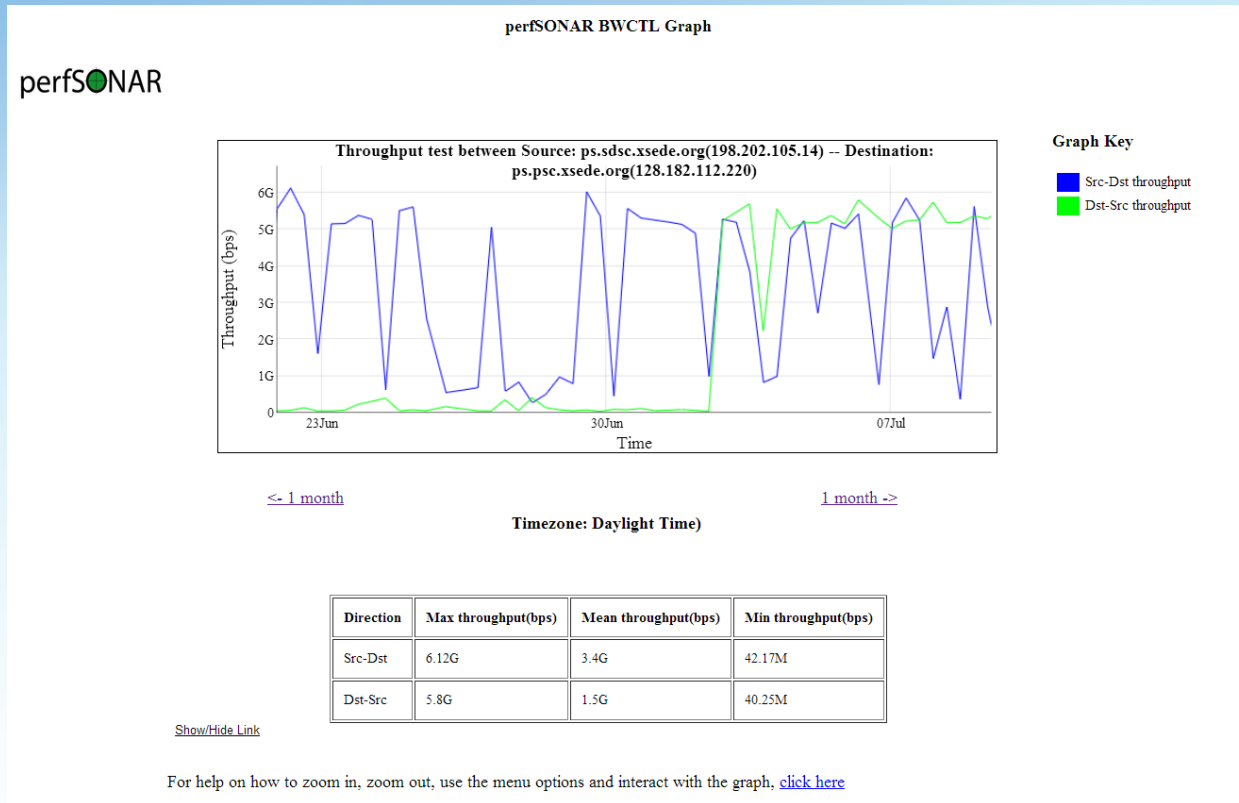 perfSONAR BWCTL Graph
perfSONAR
Throughput test between Source: ps.sdsc.xsede.org(198.202.105.14) -- Destination:
ps.psc.xsede.org(128.182.112.220)
Graph Key
Src-Dst throughput
Dst-Src throughput
Throughput (bps)
6G
5G
4G
3G
2G
1G
0
23Jun 30Jun 07Jul
Time
<- 1 month 1 month ->
Timezone: Daylight Time)
Direction Max throughput(bps) Mean throughput(bps) Min throughput(bps)
Src-Dst 6.12G 3.4G 42.17M
Dst-Src 5.8G 1.5G 40.25M
Show/Hide Link
For help on how to zoom in, zoom out, use the menu options and interact with the graph, click here